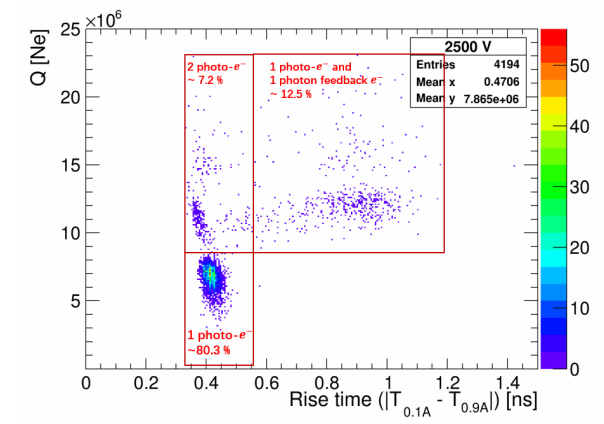 ×10⁶
25
20
15
10
5
Q [Ne]
2 photo-e⁻
~ 7.2 %
1 photo-e⁻ and
1 photon feedback e⁻
~ 12.5 %
2500 V
Entries 4194
Mean x 0.4706
Mean y 7.865e+06
1 photo-e⁻
~80.3 %
50
40
30
20
10
0
0 0.2 0.4 0.6 0.8 1 1.2 1.4
Rise time (|T0.1A - T0.9A|) [ns]